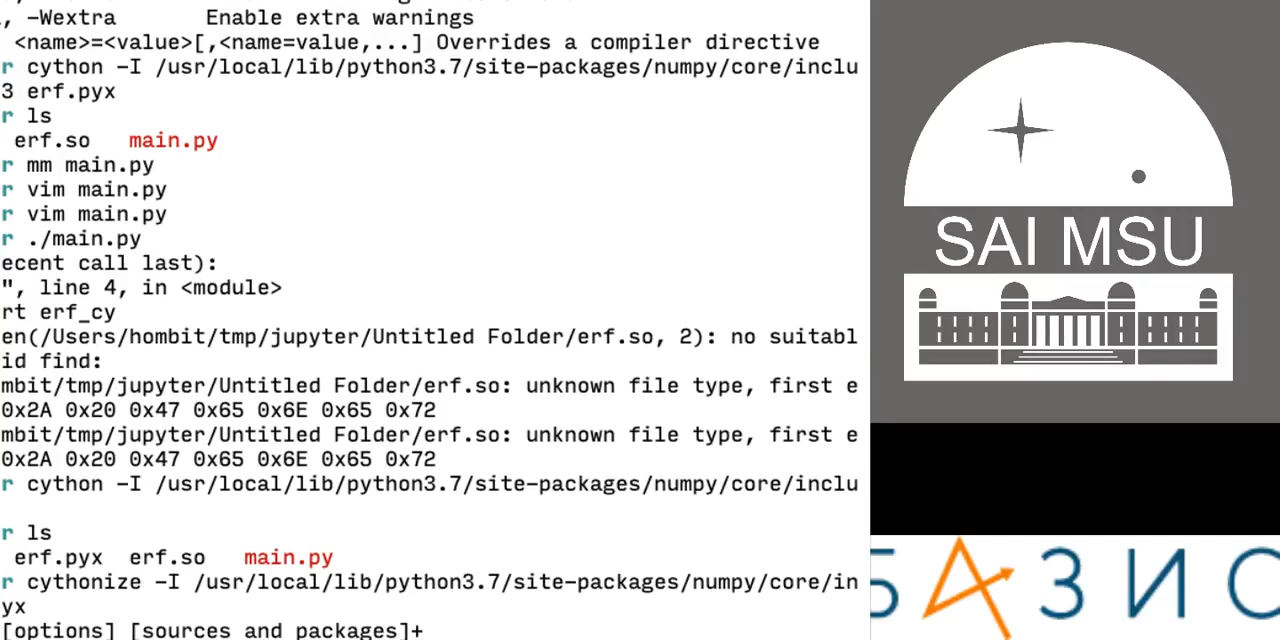 , -Wextra       Enable extra warnings
<name>=<value>[,<name=value,...] Overrides a compiler directive
r cython -I /usr/local/lib/python3.7/site-packages/numpy/core/inclu
3 erf.pyx
r ls
erf.so   main.py
r mm main.py
r vim main.py
r vim main.py
r ./main.py
ecent call last):
", line 4, in <module>
rt erf_cy
en(/Users/hombit/tmp/jupyter/Untitled Folder/erf.so, 2): no suitabl
id find:
mbit/tmp/jupyter/Untitled Folder/erf.so: unknown file type, first e
0x2A 0x20 0x47 0x65 0x6E 0x65 0x72
mbit/tmp/jupyter/Untitled Folder/erf.so: unknown file type, first e
0x2A 0x20 0x47 0x65 0x6E 0x65 0x72
r cython -I /usr/local/lib/python3.7/site-packages/numpy/core/inclu
r ls
erf.pyx  erf.so   main.py
r cythonize -I /usr/local/lib/python3.7/site-packages/numpy/core/in
yx
[options] [sources and packages]+
SAI MSU
БАЗИС